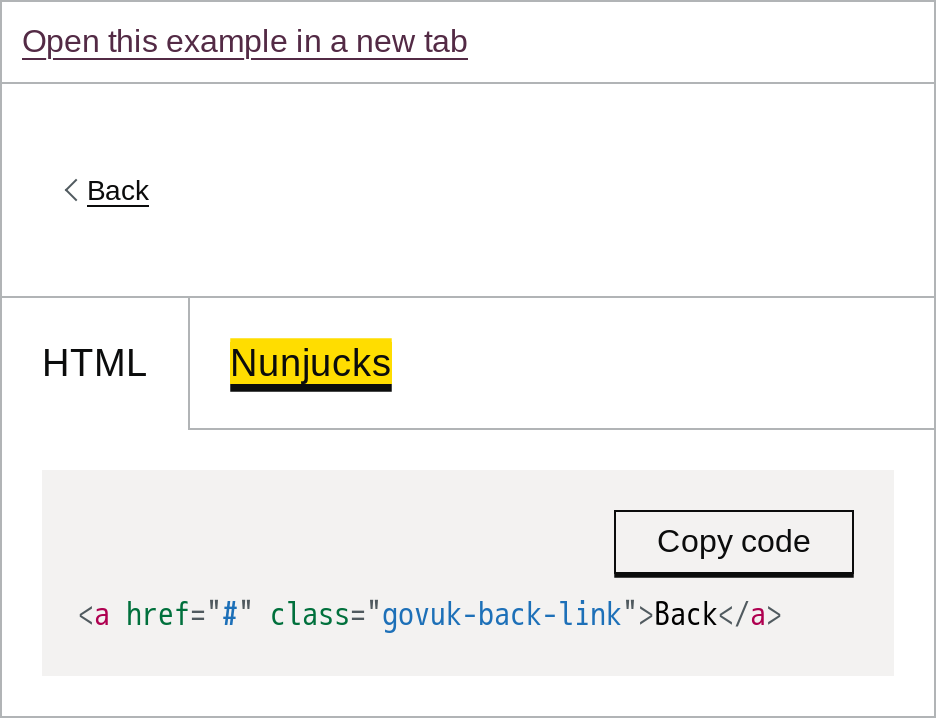 Open this example in a new tab
Back
HTML Nunjucks
Copy code
<a href="#" class="govuk-back-link">Back</a>